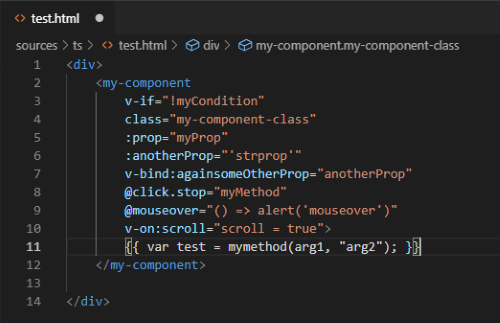 test.html
sources > ts > test.html > div > my-component.my-component-class
1 <div>
2 <my-component
3 v-if="!myCondition"
4 class="my-component-class"
5 :prop="myProp"
6 :anotherProp="'strprop'"
7 v-bind:againsomeOtherProp="anotherProp"
8 @click.stop="myMethod"
9 @mouseover="() => alert('mouseover')"
10 v-on:scroll="scroll = true">
11 {{ var test = mymethod(arg1, "arg2"); }}
12 </my-component>
13
14 </div>